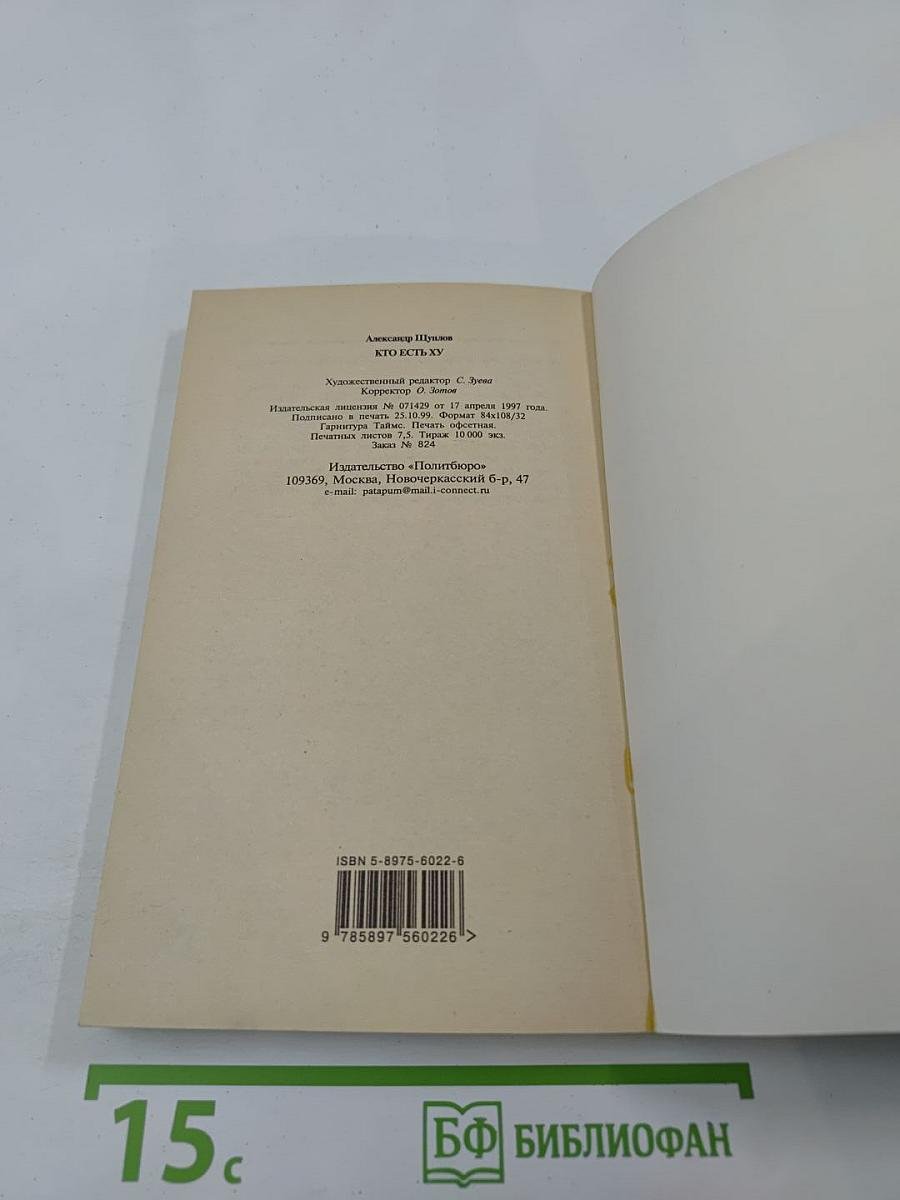 Александр Щуплов
КТО ЕСТЬ ХУ
Художественный редактор С. Зуева
Корректор О. Зотов
Издательская лицензия № 071429 от 17 апреля 1997 года.
Подписано в печать 25.10.99. Формат 84x108/32
Гарнитура Таймс. Печать офсетная.
Печатных листов 7,5. Тираж 10 000 экз.
Заказ № 824
Издательство «Политбюро»
109369, Москва, Новочеркасский б-р, 47
e-mail: patapum@mail.i-connect.ru
ISBN 5-8975-6022-6
9 785897 560226 >
15 с
БФ БИБЛИОФАН